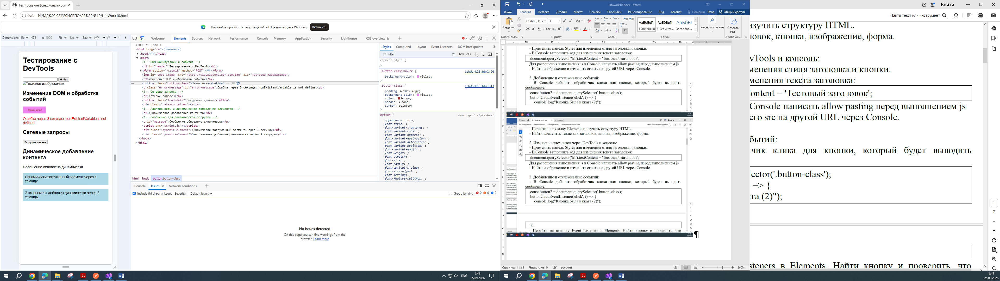 Тестирование функциональност
Файл N:/МДК.02.02%20ИСРПО/ЛР%20№10/LabWork10.html
Начинайте просмотр сразу. Запускайте Edge при входе в Windows. Включить
Dimensions: Re 478 x 1090 Fit No 'Sav
Welcome Elements Sources Network Performance Console Memory Application Security Lighthouse CSS overview 2
Тестирование с
DevTools
Найти
Тестовое изображение
Изменение DOM и обработка
событий
Нажми меня
Ошибка через 3 секунды: nonExistentVariable is not
defined
Сетевые запросы
Загрузить данные
Динамическое добавление
контента
Сообщение обновлено динамически
Динамически загруженный элемент через 1
секунду
Этот элемент добавлен динамически через 2
секунды
<!DOCTYPE html>
<html lang="ru"> view-source
<head> </head>
<body>
<!-- DOM манипуляции и события -->
<h1 id="header">Тестирование с DevTools</h1>
<form action="/submit" method="POST"> </form>
<img id="test-image" src="https://via.placeholder.com/150" alt="Тестовое изображение">
<h2>Изменение DOM и обработка событий</h2>
<button class="button-class">Нажми меня</button> == $0
<p class="error-message" id="error-message">Ошибка через 3 секунды: nonExistentVariable is not defined</p>
<!-- Сетевые запросы -->
<h2>Сетевые запросы</h2>
<button class="load-data">Загрузить данные</button>
<div class="data-container"></div>
<!-- Адаптивность и динамическое добавление элементов -->
<h2>Динамическое добавление контента</h2>
<!-- Сообщение для динамической загрузки -->
<p id="message">Сообщение обновлено динамически</p>
<script src="script.js"></script>
<div class="dynamic-element">Динамически загруженный элемент через 1 секунду</div>
<div class="dynamic-element">Этот элемент добавлен динамически через 2 секунды</div>
</body>
</html>
html body button.button-class
Styles Computed Layout Event Listeners DOM breakpoints
Filter :hov .cls
element.style {
}
.button-class:hover { LabWork10.html:20
background-color: violet;
}
.button-class { LabWork10.html:13
padding: 10px 20px;
background-color: violet;
color: brown;
border: none;
cursor: pointer;
}
button { user agent stylesheet
appearance: auto;
font-style: ;
font-variant-ligatures: ;
font-variant-caps: ;
font-variant-numeric: ;
font-variant-east-asian: ;
font-variant-alternates: ;
font-variant-position: ;
font-variant-emoji: ;
font-weight: ;
font-stretch: ;
font-size: ;
font-family: ;
font-optical-sizing: ;
font-size-adjust: ;
font-kerning: ;
font-feature-settings: ;
Console Issues Network conditions
Include third-party issues Severity: Default levels Group by kind 0 0 0
No issues detected
On this page you can find warnings from the
browser. Learn more
ENG 8:43
25.09.2026
labwork10.docx - Word
Файл Главная Вставка Дизайн Макет Ссылки Рассылки Рецензирование Вид Acrobat Помощн Вход Общий доступ
Вставить Calibri (Оснс 11 Редактирование Создать PDF
АаБбВвГг, АаБбВвГг, АаБбВв
Обычный Без инте... Заголово...
Буфер обм... Шрифт Абзац Стили Adobe Ac...
10 11 12 13 14 15 16 17
- Применить панель Styles для изменения стиля заголовка и кнопки.
- В Console выполнить код для изменения текста заголовка:
document.querySelector('h1').textContent = 'Тестовый заголовок';
Для разрешения выполнения js в Console написать allow pasting перед выполнением js
- Найти изображение и измените его src на другой URL через Console.
3. Добавление и отслеживание событий:
- В Console добавить обработчик клика для кнопки, который будет выводить
сообщение:
const button2 = document.querySelector('.button-class');
button2.addEventListener('click', () => {
console.log("Кнопка была нажата (2)");
- Перейти на вкладку Elements и изучить структуру HTML.
- Найти элементы, такие как заголовок, кнопка, изображение, форма.
2. Изменение элементов через DevTools и консоль:
- Применить панель Styles для изменения стиля заголовка и кнопки.
- В Console выполнить код для изменения текста заголовка:
document.querySelector('h1').textContent = 'Тестовый заголовок';
Для разрешения выполнения js в Console написать allow pasting перед выполнением js
- Найти изображение и измените его src на другой URL через Console.
3. Добавление и отслеживание событий:
- В Console добавить обработчик клика для кнопки, который будет выводить
сообщение:
const button2 = document.querySelector('.button-class');
button2.addEventListener('click', () => {
console.log("Кнопка была нажата (2)");
});
- Перейти на вкладку Event Listeners в Elements. Найти кнопку и проверить, что
Страница 1 из 1 Число слов: 0 русский 260%
Войти
Найти текст или инструмент
изучить структуру HTML.
ловок, кнопка, изображение, форма.
vTools и консоль:
менения стиля заголовка и кнопки.
менения текста заголовка:
Content = 'Тестовый заголовок';
Console написать allow pasting перед выполнением js
его src на другой URL через Console.
бытий:
тчик клика для кнопки, который будет выводить
lector('.button-class');
=> {
та (2)");
steners в Elements. Найти кнопку и проверить, что
1
7
8:43
25.09.2026